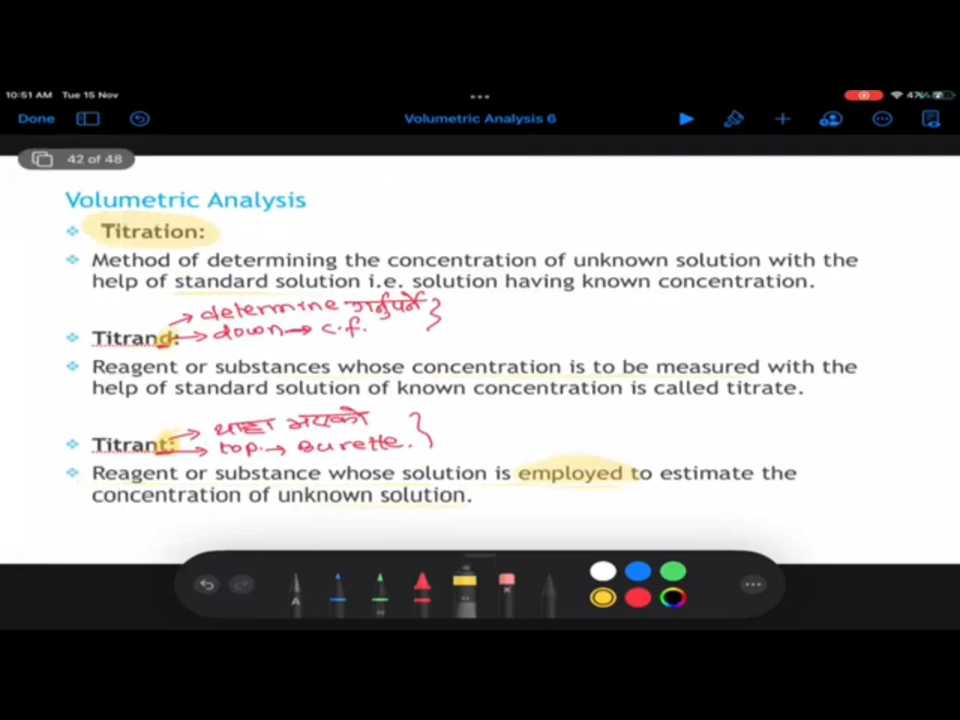 10:51 AM Tue 15 Nov
47%
Done
Volumetric Analysis 6
42 of 48
Volumetric Analysis
Titration:
Method of determining the concentration of unknown solution with the
help of standard solution i.e. solution having known concentration.
determine गर्नुपर्ने
Titrand: down → c.f.
Reagent or substances whose concentration is to be measured with the
help of standard solution of known concentration is called titrate.
थाहा भएको
Titrant: top → Burette.
Reagent or substance whose solution is employed to estimate the
concentration of unknown solution.